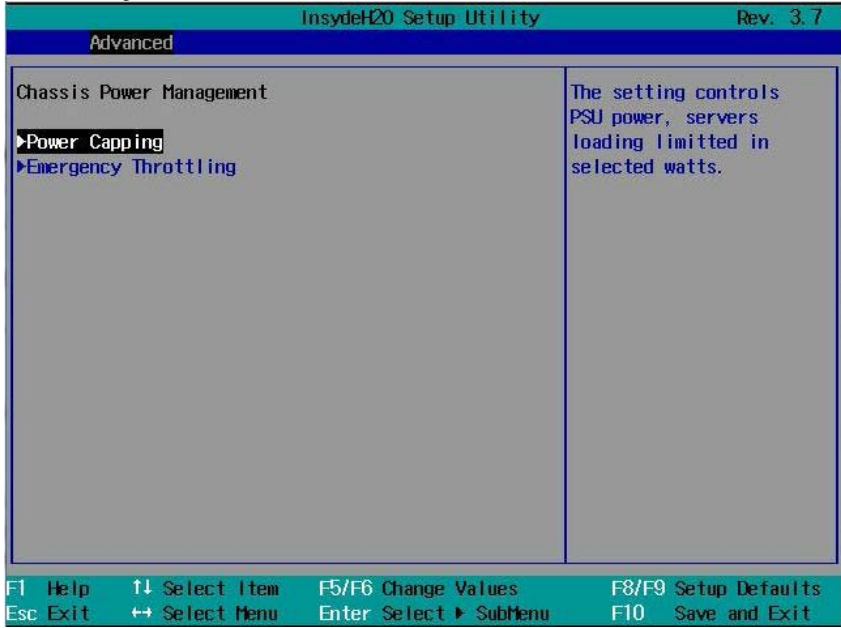 InsydeH2O Setup Utility Rev. 3.7
Advanced
Chassis Power Management
▶Power Capping
▶Emergency Throttling
The setting controls
PSU power, servers
loading limitted in
selected watts.
F1 Help ↑↓ Select Item F5/F6 Change Values F8/F9 Setup Defaults
Esc Exit ↔ Select Menu Enter Select ▶ SubMenu F10 Save and Exit